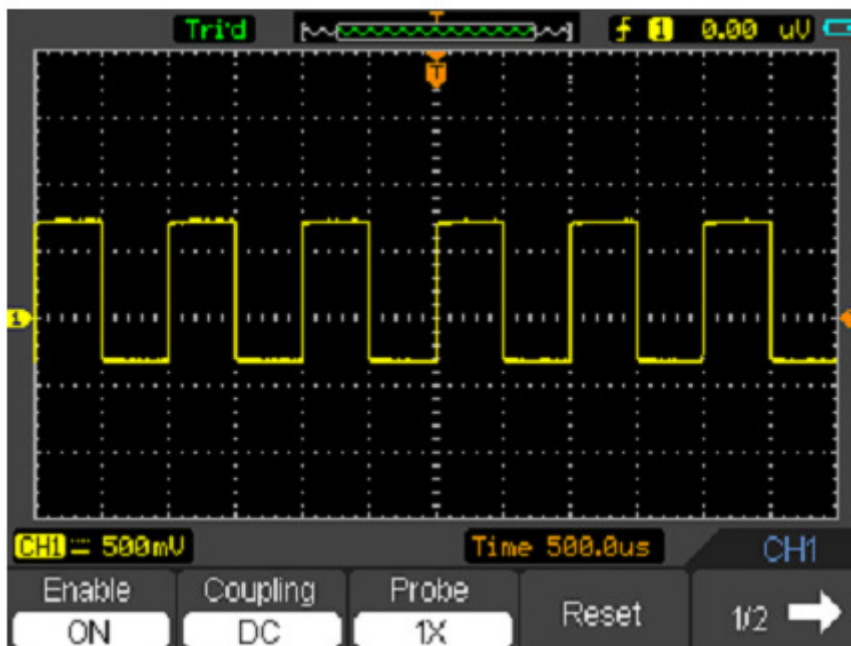 Tri'd T 1 0.00 uV
T
1
CH1 500mV Time 500.0us CH1
Enable Coupling Probe Reset 1/2
ON DC 1X